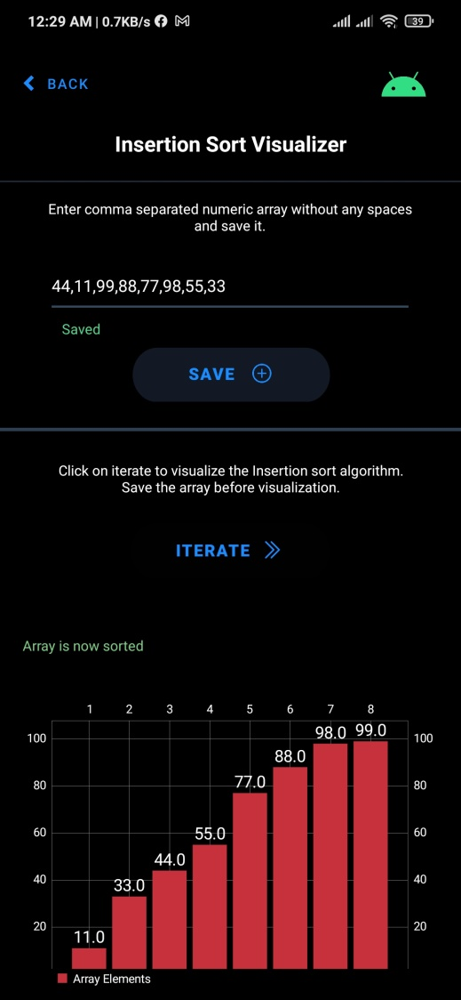 12:29 AM | 0.7KB/s
39
BACK
Insertion Sort Visualizer
Enter comma separated numeric array without any spaces
and save it.
44,11,99,88,77,98,55,33
Saved
SAVE
Click on iterate to visualize the Insertion sort algorithm.
Save the array before visualization.
ITERATE
Array is now sorted
1 2 3 4 5 6 7 8
100 98.0 99.0 100
88.0
80 77.0 80
60 55.0 60
44.0
40 33.0 40
20 11.0 20
Array Elements